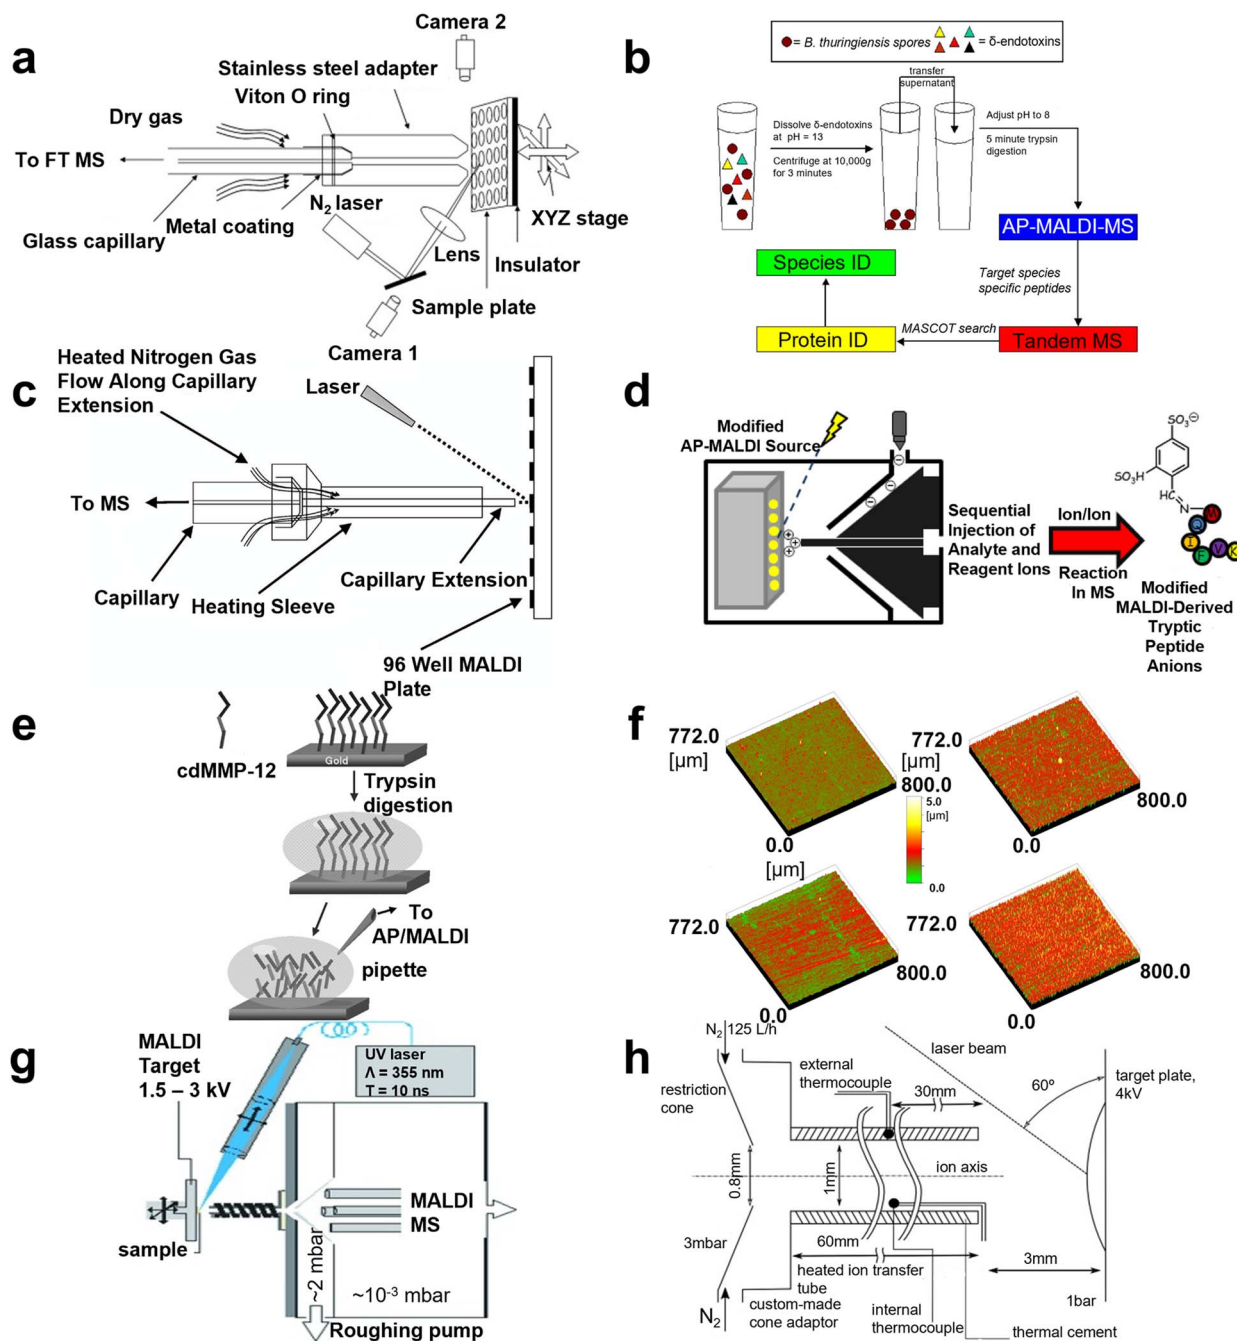 a
Camera 2
Stainless steel adapter
Viton O ring
Dry gas
To FT MS
N2 laser
Metal coating
Glass capillary
Lens
XYZ stage
Insulator
Sample plate
Camera 1
b
= B. thuringiensis spores
= δ-endotoxins
transfer
supernatant
Dissolve δ-endotoxins
at pH = 13
Centrifuge at 10,000g
for 3 minutes
Adjust pH to 8
5 minute trypsin
digestion
AP-MALDI-MS
Target species
specific peptides
Tandem MS
MASCOT search
Protein ID
Species ID
c
Heated Nitrogen Gas
Flow Along Capillary
Extension
Laser
To MS
Capillary
Heating Sleeve
Capillary Extension
96 Well MALDI
Plate
d
Modified
AP-MALDI Source
Sequential
Injection of
Analyte and
Reagent Ions
Ion/Ion
Reaction
In MS
SO3⊖
SO3H
HC
N
Q
I
F
V
K
Modified
MALDI-Derived
Tryptic
Peptide
Anions
e
cdMMP-12
Gold
Trypsin
digestion
To
AP/MALDI
pipette
f
772.0
[µm]
0.0
[µm]
800.0
5.0
[µm]
0.0
772.0
[µm]
800.0
0.0
772.0
800.0
0.0
772.0
800.0
0.0
g
MALDI
Target
1.5 – 3 kV
UV laser
Λ = 355 nm
T = 10 ns
MALDI
MS
sample
~2 mbar
~10-3 mbar
Roughing pump
h
N2
125 L/h
restriction
cone
external
thermocouple
laser beam
30mm
60º
target plate,
4kV
0.8mm
1mm
ion axis
3mbar
60mm
heated ion transfer
tube
3mm
1bar
N2
custom-made
cone adaptor
internal
thermocouple
thermal cement